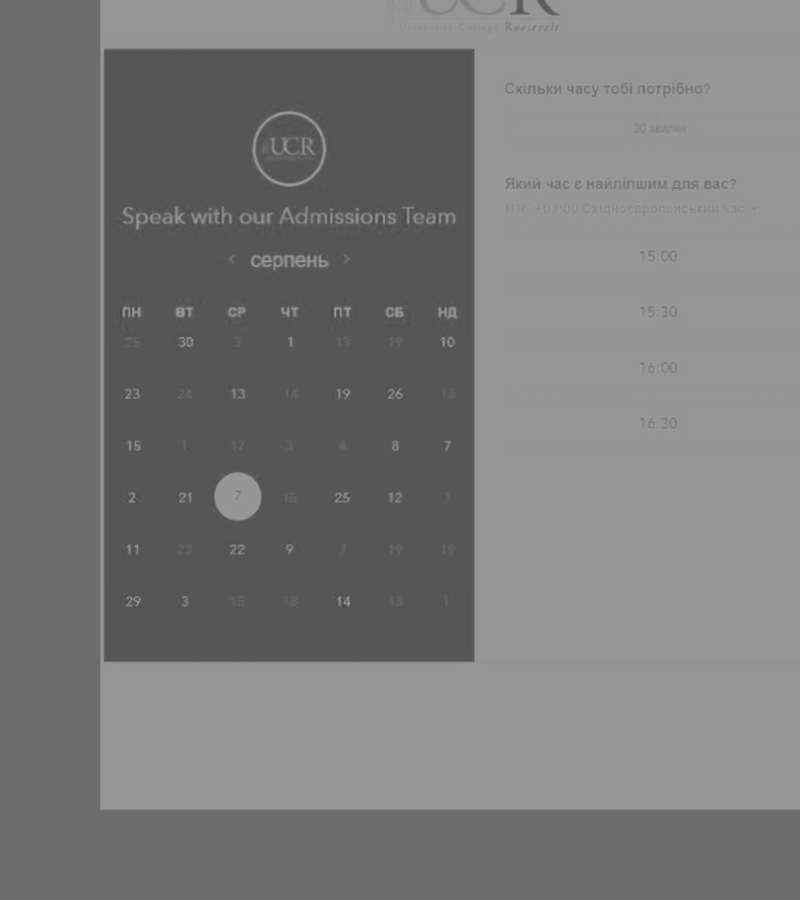 UCR
University College Roosevelt
UCR
Speak with our Admissions Team
< серпень >
ПН ВТ СР ЧТ ПТ СБ НД
25 30 3 1 13 19 10
23 24 13 14 19 26 13
15 1 17 3 4 8 7
2 21 7 15 25 12 7
11 23 22 9 7 19 19
29 3 15 18 14 13 1
Скільки часу тобі потрібно?
30 хвилин
Який час є найліпшим для вас?
UTC +03:00 Східноєвропейський час
15:00
15:30
16:00
16:30